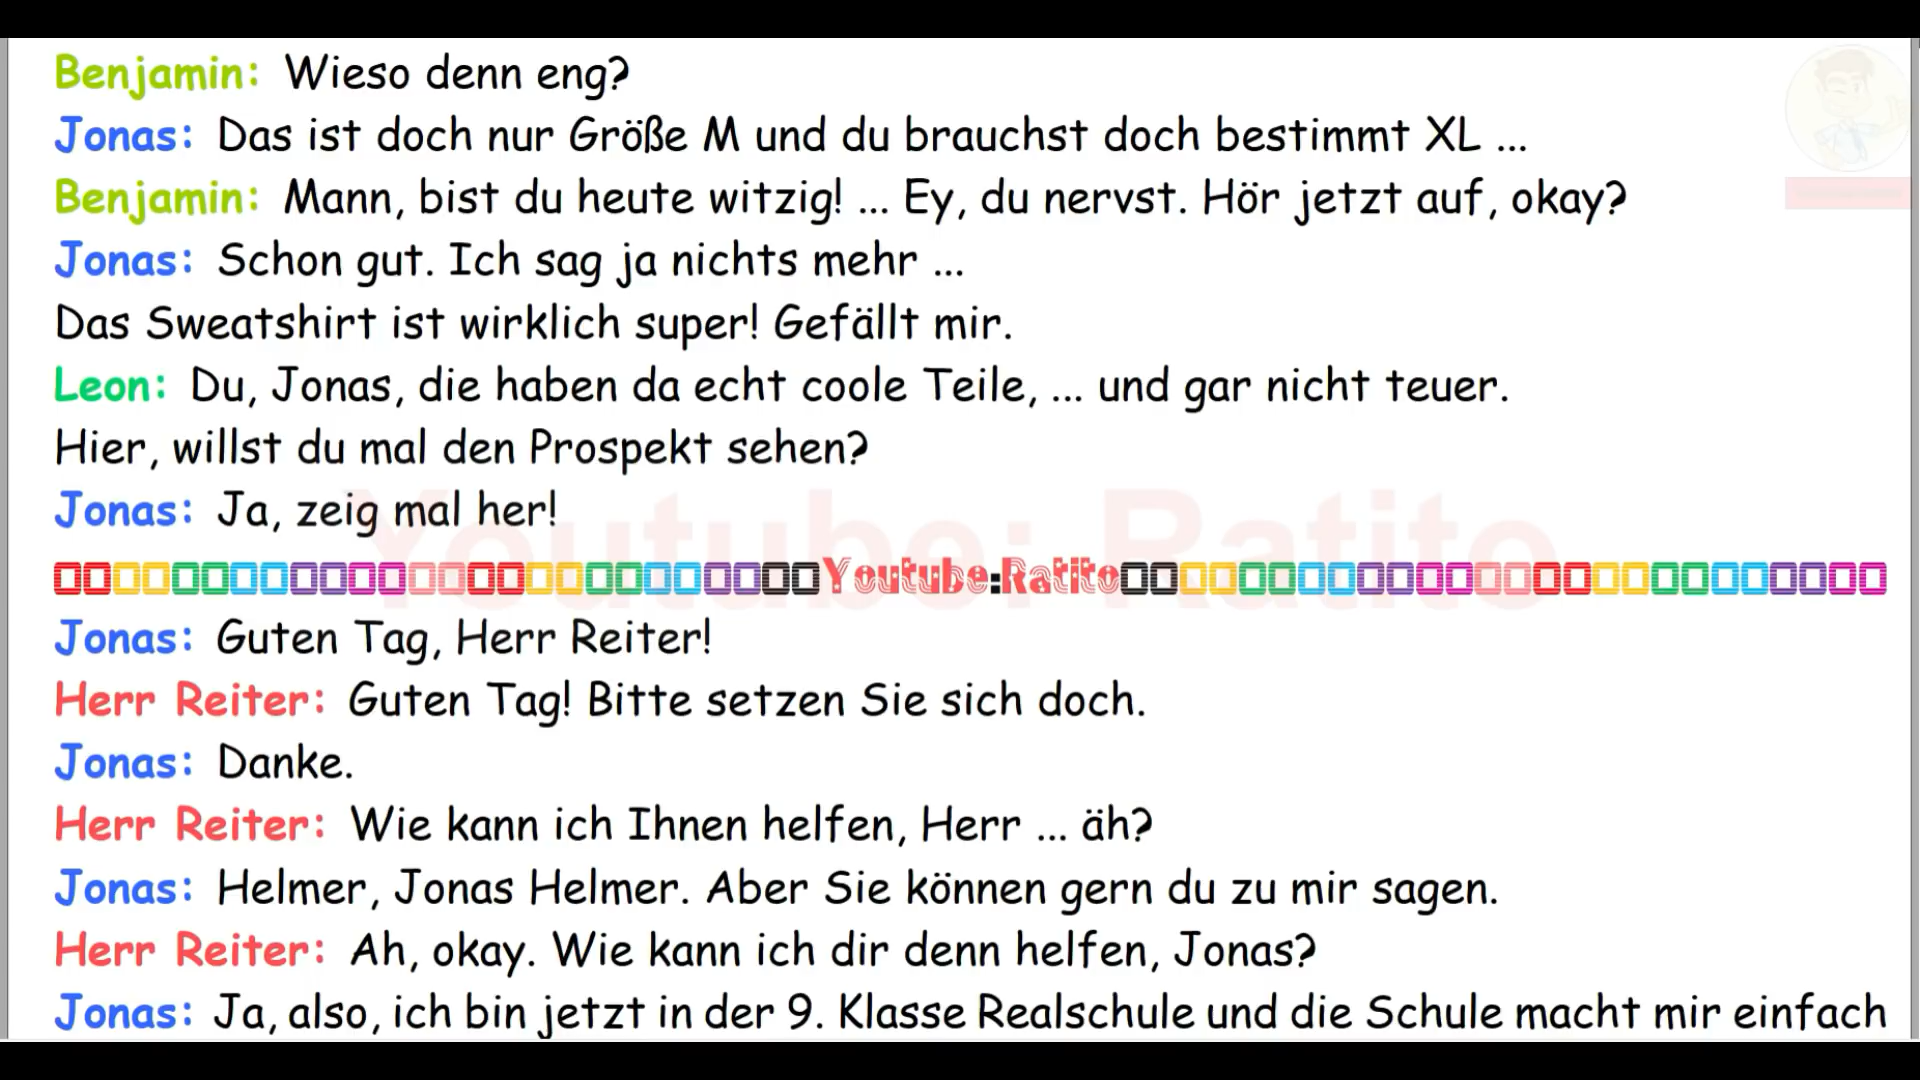 Benjamin: Wieso denn eng?
Jonas: Das ist doch nur Größe M und du brauchst doch bestimmt XL ...
Benjamin: Mann, bist du heute witzig! ... Ey, du nervst. Hör jetzt auf, okay?
Jonas: Schon gut. Ich sag ja nichts mehr ...
Das Sweatshirt ist wirklich super! Gefällt mir.
Leon: Du, Jonas, die haben da echt coole Teile, ... und gar nicht teuer.
Hier, willst du mal den Prospekt sehen?
Jonas: Ja, zeig mal her!
Youtube: Ratito
Youtube:Ratito
Jonas: Guten Tag, Herr Reiter!
Herr Reiter: Guten Tag! Bitte setzen Sie sich doch.
Jonas: Danke.
Herr Reiter: Wie kann ich Ihnen helfen, Herr ... äh?
Jonas: Helmer, Jonas Helmer. Aber Sie können gern du zu mir sagen.
Herr Reiter: Ah, okay. Wie kann ich dir denn helfen, Jonas?
Jonas: Ja, also, ich bin jetzt in der 9. Klasse Realschule und die Schule macht mir einfach